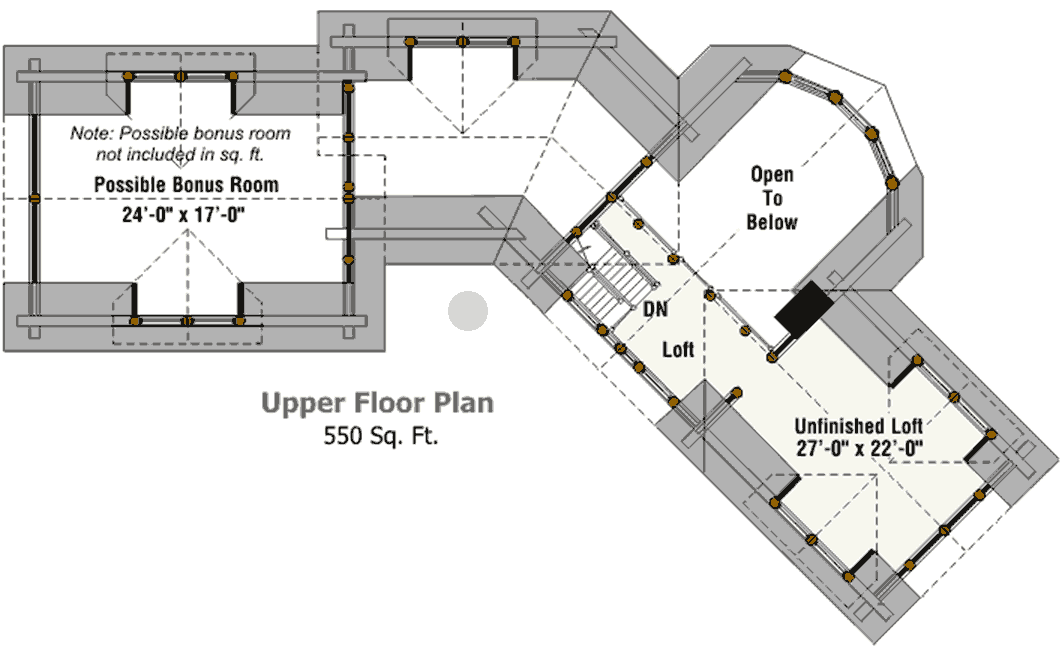 Note: Possible bonus room
not included in sq. ft.
Possible Bonus Room
24'-0" x 17'-0"
Open
To
Below
DN
Loft
Upper Floor Plan
550 Sq. Ft.
Unfinished Loft
27'-0" x 22'-0"